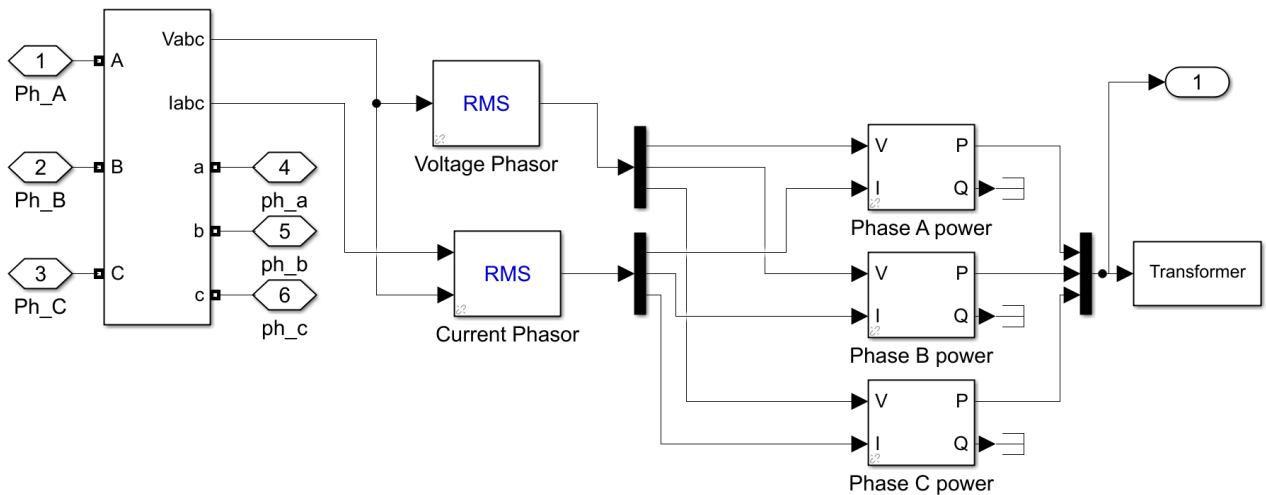 1
Ph_A
2
Ph_B
3
Ph_C
A
B
C
Vabc
Iabc
a
b
c
4
ph_a
5
ph_b
6
ph_c
RMS
Voltage Phasor
RMS
Current Phasor
V P
I Q
Phase A power
V P
I Q
Phase B power
V P
I Q
Phase C power
1
Transformer